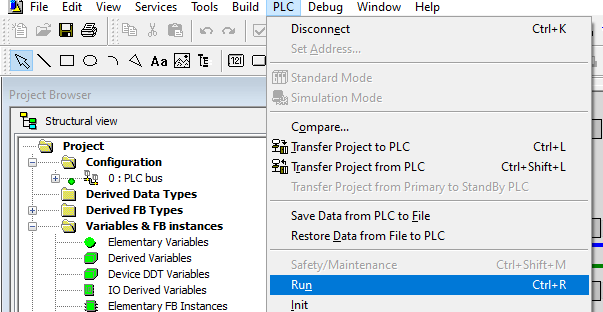 it View Services Tools Build PLC Debug Window Help
Disconnect Ctrl+K
Set Address...
Standard Mode
Aa
Simulation Mode
Project Browser
Structural view
Compare...
Project
Transfer Project to PLC Ctrl+L
Configuration
Transfer Project from PLC Ctrl+Shift+L
0 : PLC bus
Transfer Project from Primary to StandBy PLC
Derived Data Types
Derived FB Types
Save Data from PLC to File
Variables & FB instances
Restore Data from File to PLC
Elementary Variables
Derived Variables
Safety/Maintenance Ctrl+Shift+M
Device DDT Variables
IO Derived Variables
Run Ctrl+R
Elementary FB Instances
Init